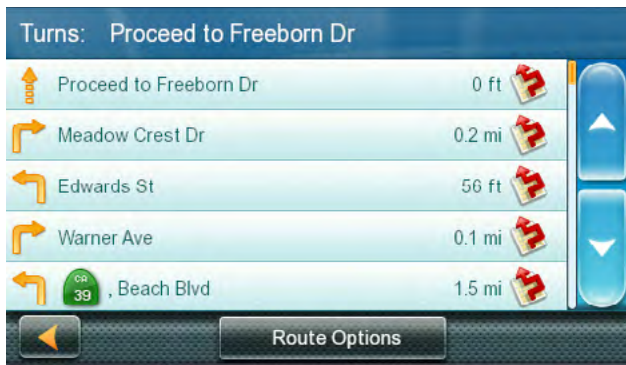 Turns: Proceed to Freeborn Dr
Proceed to Freeborn Dr 0 ft
Meadow Crest Dr 0.2 mi
Edwards St 56 ft
Warner Ave 0.1 mi
CA 39 , Beach Blvd 1.5 mi
Route Options